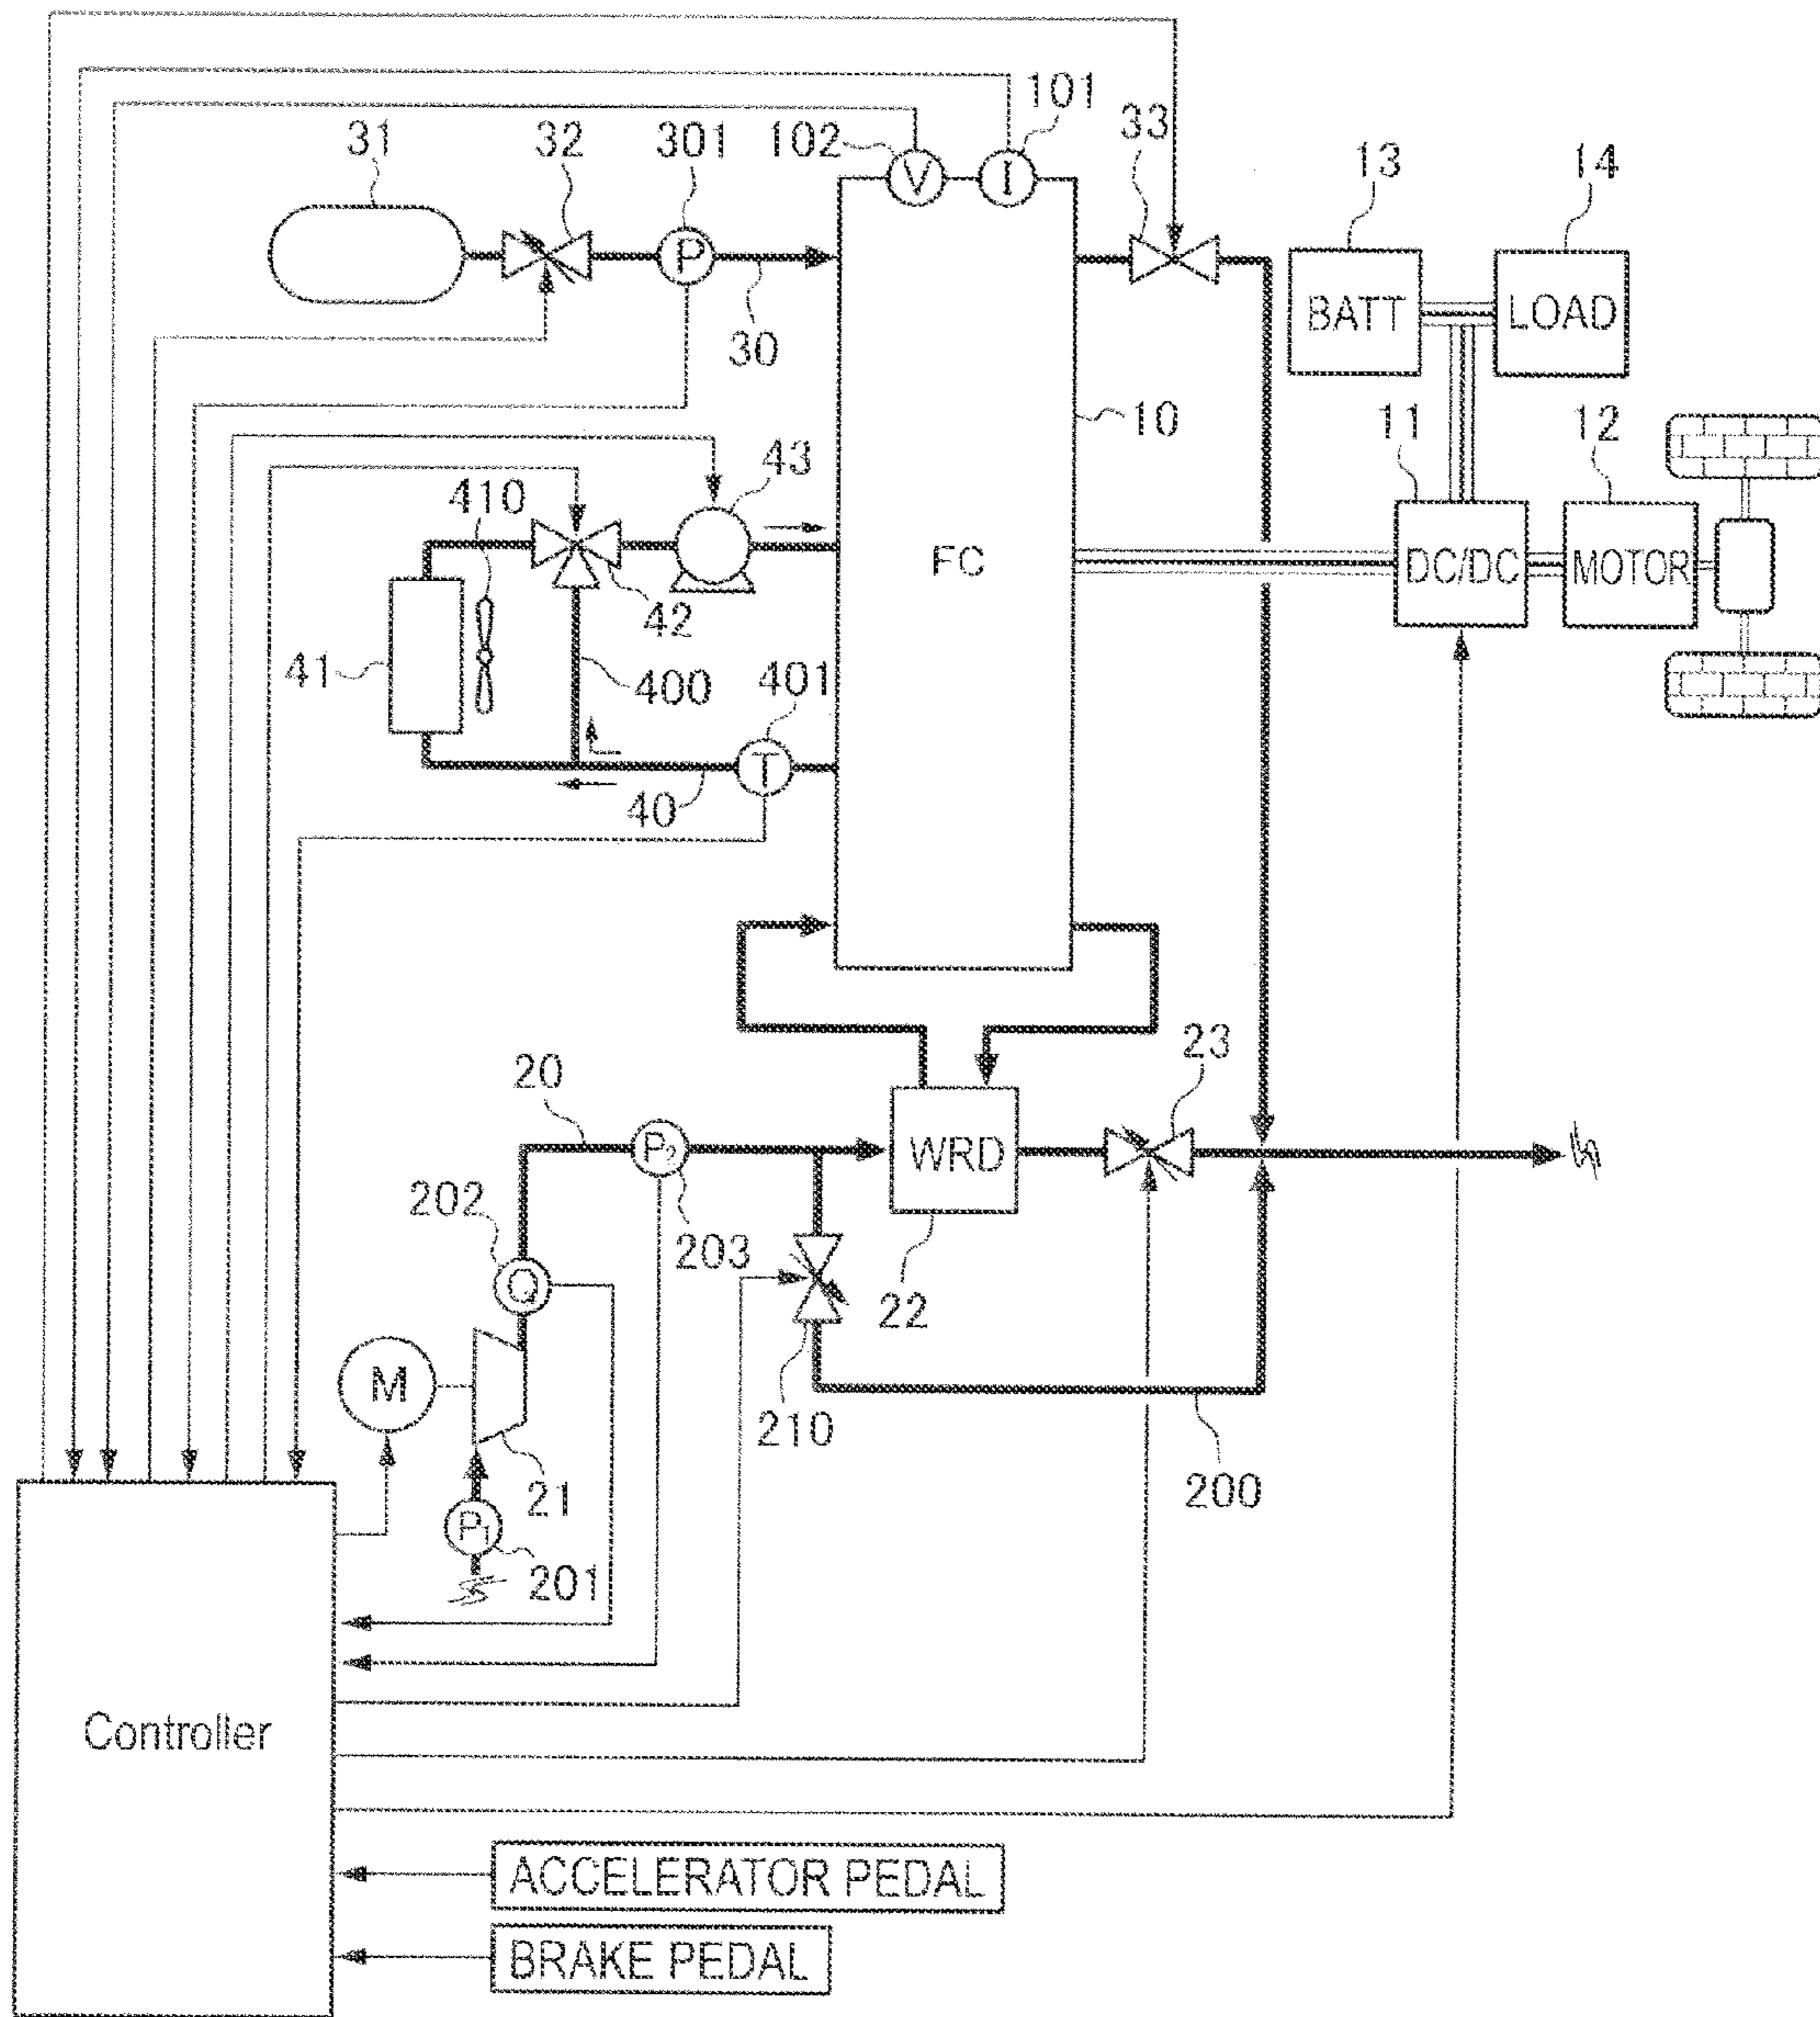 101
31
32
301
102
33
13
14
V
I
P
BATT
LOAD
30
10
11
12
43
410
FC
DC/DC
MOTOR
42
41
400
401
T
40
23
20
P2
WRD
202
203
Q
22
M
210
21
200
P1
201
Controller
ACCELERATOR PEDAL
BRAKE PEDAL